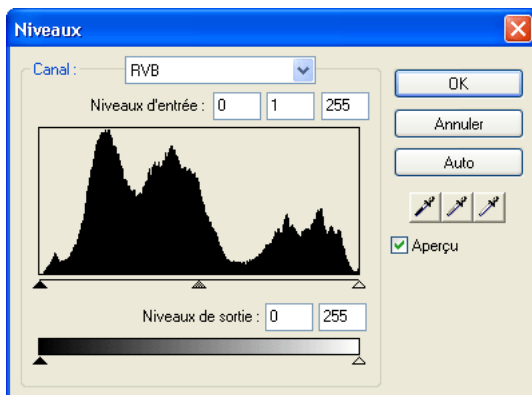 Niveaux
Canal : RVB
Niveaux d'entrée : 0 1 255
OK
Annuler
Auto
Aperçu
Niveaux de sortie : 0 255